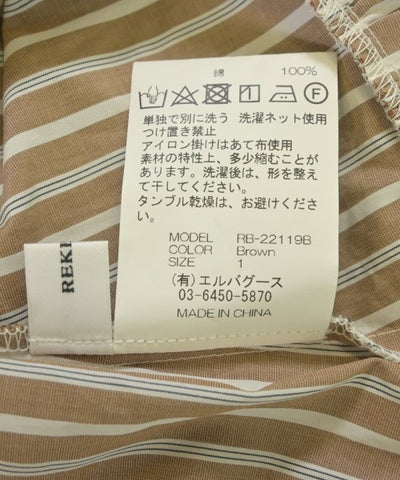 綿 100%
単独で別に洗う 洗濯ネット使用
つけ置き禁止
アイロン掛けはあて布使用
素材の特性上、多少縮むことが
あります。洗濯後は、形を整え
て干してください。
タンブル乾燥は、お避けくださ
い。
MODEL RB-22119B
COLOR Brown
SIZE 1
(有)エルバグース
03-6450-5870
MADE IN CHINA